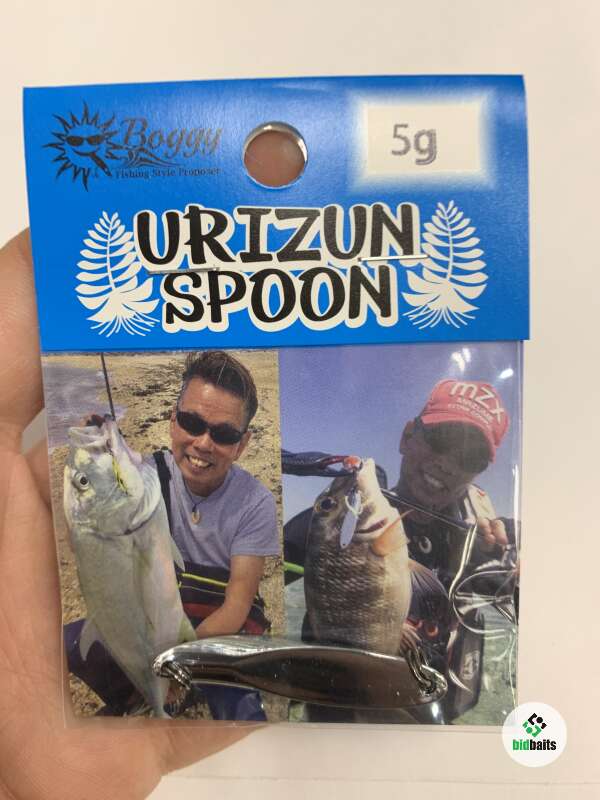 Boggy
Fishing Style Proposer
5g
URIZUN
SPOON
mzx
bidbaits